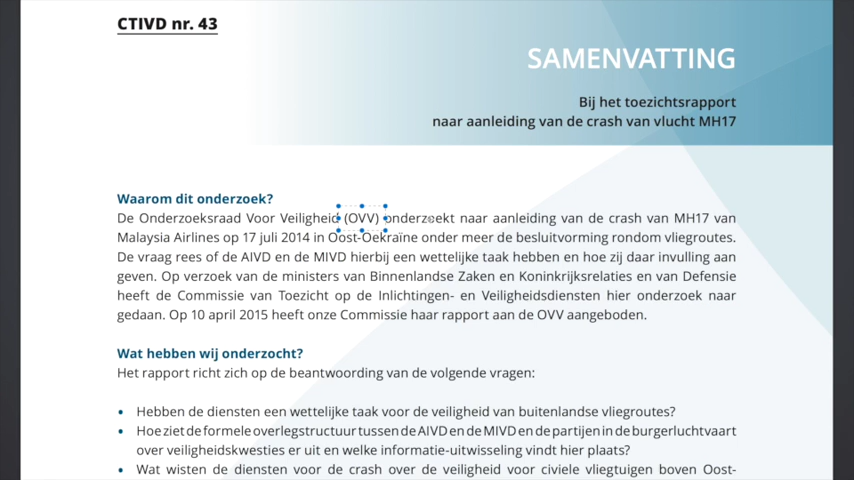 CTIVD nr. 43
SAMENVATTING
Bij het toezichtsrapport
naar aanleiding van de crash van vlucht MH17
Waarom dit onderzoek?
De Onderzoeksraad Voor Veiligheid (OVV) onderzoekt naar aanleiding van de crash van MH17 van
Malaysia Airlines op 17 juli 2014 in Oost-Oekraïne onder meer de besluitvorming rondom vliegroutes.
De vraag rees of de AIVD en de MIVD hierbij een wettelijke taak hebben en hoe zij daar invulling aan
geven. Op verzoek van de ministers van Binnenlandse Zaken en Koninkrijksrelaties en van Defensie
heeft de Commissie van Toezicht op de Inlichtingen- en Veiligheidsdiensten hier onderzoek naar
gedaan. Op 10 april 2015 heeft onze Commissie haar rapport aan de OVV aangeboden.
Wat hebben wij onderzocht?
Het rapport richt zich op de beantwoording van de volgende vragen:
• Hebben de diensten een wettelijke taak voor de veiligheid van buitenlandse vliegroutes?
• Hoe ziet de formele overlegstructuur tussen de AIVD en de MIVD en de partijen in de burgerluchtvaart
over veiligheidskwesties er uit en welke informatie-uitwisseling vindt hier plaats?
• Wat wisten de diensten voor de crash over de veiligheid voor civiele vliegtuigen boven Oost-